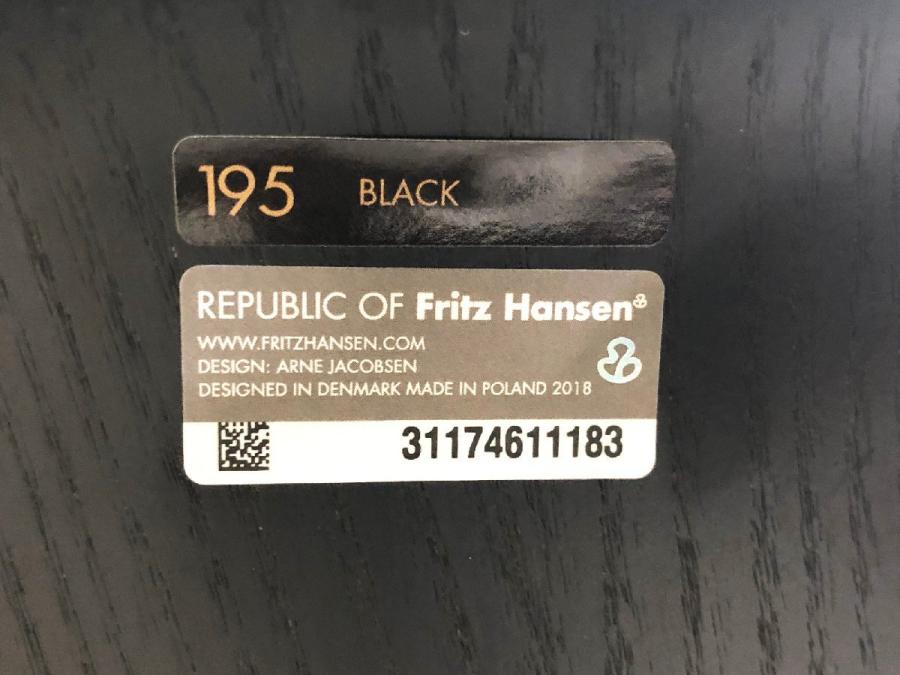 195 BLACK
REPUBLIC OF Fritz Hansen
WWW.FRITZHANSEN.COM
DESIGN: ARNE JACOBSEN
DESIGNED IN DENMARK MADE IN POLAND 2018
31174611183